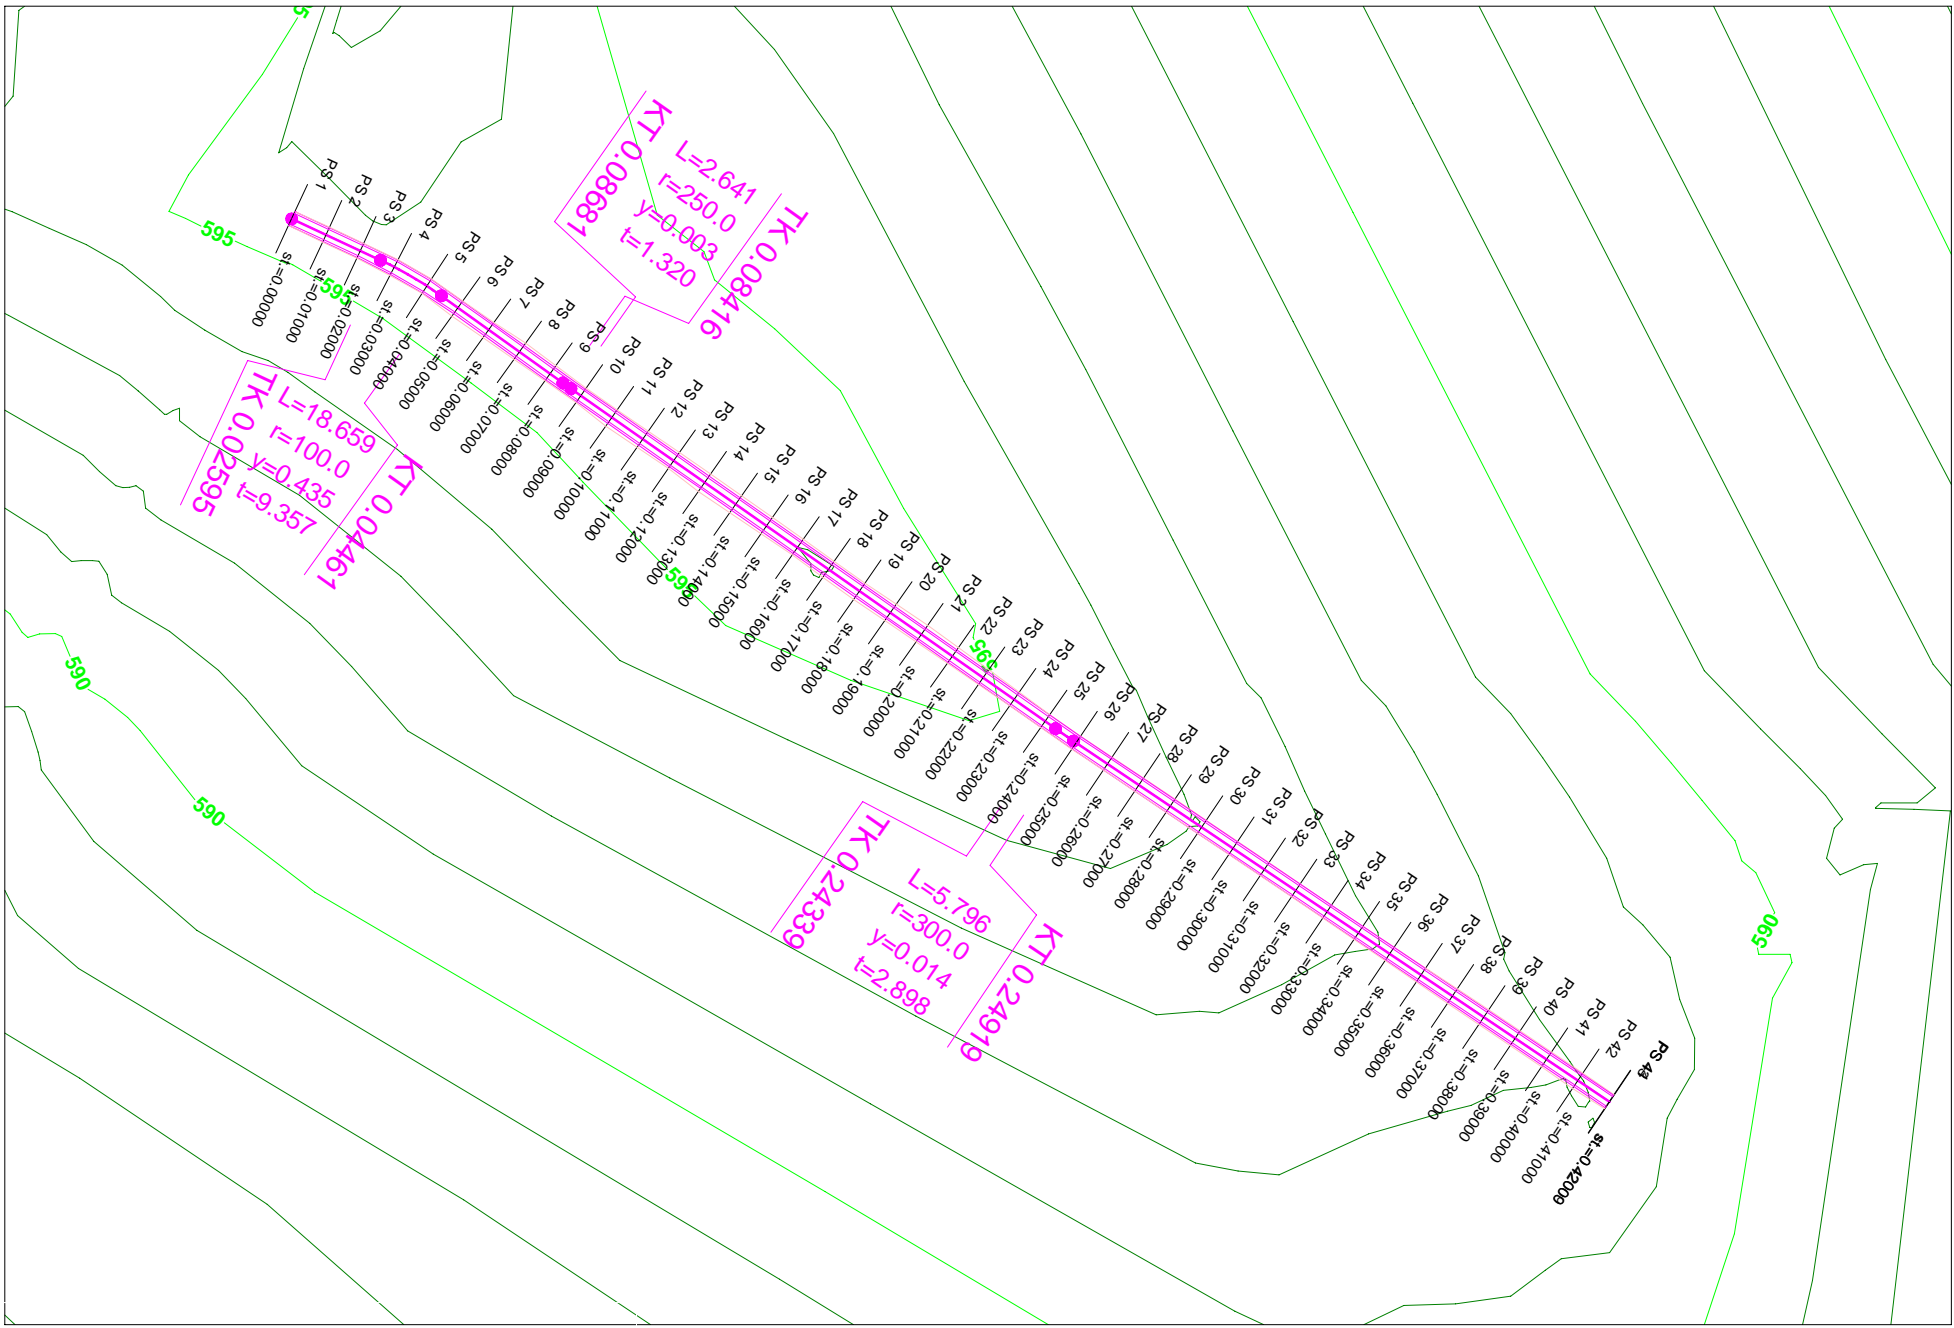 595
595
595
595
595
590
590
560
KT 0.08681
L=2.641
r=250.0
y=0.003
t=1.320
TK 0.08416
TK 0.02595
L=18.659
r=100.0
y=0.435
t=9.357
KT 0.04461
TK 0.24339
L=5.796
r=300.0
y=0.014
t=2.898
KT 0.24919
PS 1
PS 2
PS 3
PS 4
PS 5
PS 6
PS 7
PS 8
PS 9
PS 10
PS 11
PS 12
PS 13
PS 14
PS 15
PS 16
PS 17
PS 18
PS 19
PS 20
PS 21
PS 22
PS 23
PS 24
PS 25
PS 26
PS 27
PS 28
PS 29
PS 30
PS 31
PS 32
PS 33
PS 34
PS 35
PS 36
PS 37
PS 38
PS 39
PS 40
PS 41
PS 42
st.=0.00000
st.=0.01000
st.=0.02000
st.=0.03000
st.=0.04000
st.=0.05000
st.=0.06000
st.=0.07000
st.=0.08000
st.=0.09000
st.=0.10000
st.=0.11000
st.=0.12000
st.=0.13000
st.=0.14000
st.=0.15000
st.=0.16000
st.=0.17000
st.=0.18000
st.=0.19000
st.=0.20000
st.=0.21000
st.=0.22000
st.=0.23000
st.=0.24000
st.=0.25000
st.=0.26000
st.=0.27000
st.=0.28000
st.=0.29000
st.=0.30000
st.=0.31000
st.=0.32000
st.=0.33000
st.=0.34000
st.=0.35000
st.=0.36000
st.=0.37000
st.=0.38000
st.=0.39000
st.=0.40000
st.=0.41000